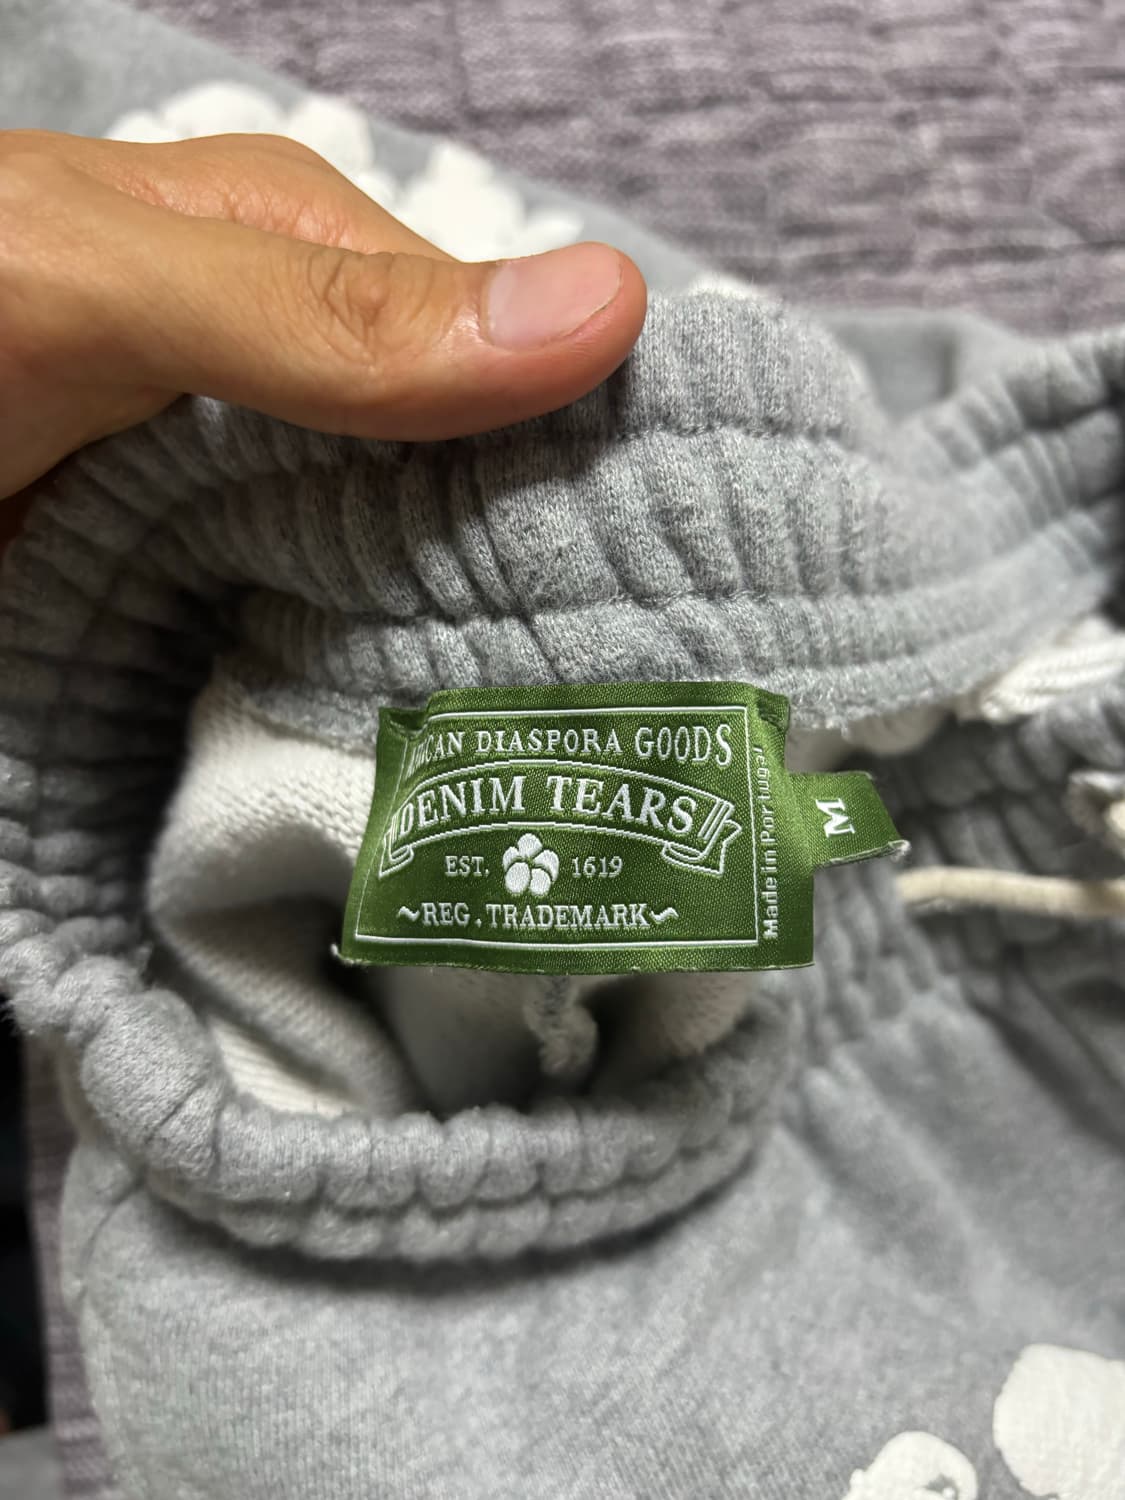 DIASPORA GOODS
DENIM TEARS
EST. 1619
~REG. TRADEMARK~
Made in Portugal
M